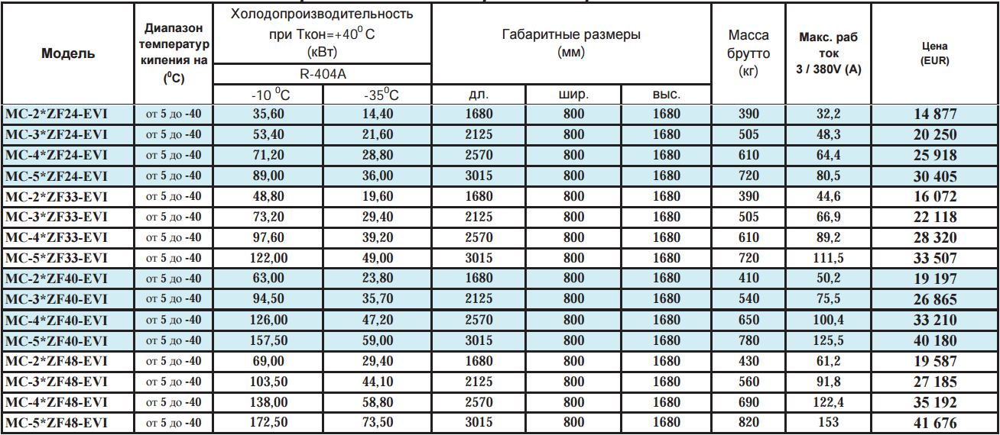 Модель
Диапазон температур кипения на (⁰С)
Холодопроизводительность при Ткон=+40⁰ С (кВт)
Габаритные размеры (мм)
Масса брутто (кг)
Макс. раб ток 3 / 380V (А)
Цена (EUR)
R-404A
-10 ⁰С -35⁰С дл. шир. выс.
МС-2*ZF24-EVI от 5 до -40 35,60 14,40 1680 800 1680 390 32,2 14 877
МС-3*ZF24-EVI от 5 до -40 53,40 21,60 2125 800 1680 505 48,3 20 250
МС-4*ZF24-EVI от 5 до -40 71,20 28,80 2570 800 1680 610 64,4 25 918
МС-5*ZF24-EVI от 5 до -40 89,00 36,00 3015 800 1680 720 80,5 30 405
МС-2*ZF33-EVI от 5 до -40 48,80 19,60 1680 800 1680 390 44,6 16 072
МС-3*ZF33-EVI от 5 до -40 73,20 29,40 2125 800 1680 505 66,9 22 118
МС-4*ZF33-EVI от 5 до -40 97,60 39,20 2570 800 1680 610 89,2 28 320
МС-5*ZF33-EVI от 5 до -40 122,00 49,00 3015 800 1680 720 111,5 33 507
МС-2*ZF40-EVI от 5 до -40 63,00 23,80 1680 800 1680 410 50,2 19 197
МС-3*ZF40-EVI от 5 до -40 94,50 35,70 2125 800 1680 540 75,5 26 865
МС-4*ZF40-EVI от 5 до -40 126,00 47,20 2570 800 1680 650 100,4 33 210
МС-5*ZF40-EVI от 5 до -40 157,50 59,00 3015 800 1680 780 125,5 40 180
МС-2*ZF48-EVI от 5 до -40 69,00 29,40 1680 800 1680 430 61,2 19 587
МС-3*ZF48-EVI от 5 до -40 103,50 44,10 2125 800 1680 560 91,8 27 185
МС-4*ZF48-EVI от 5 до -40 138,00 58,80 2570 800 1680 690 122,4 35 192
МС-5*ZF48-EVI от 5 до -40 172,50 73,50 3015 800 1680 820 153 41 676